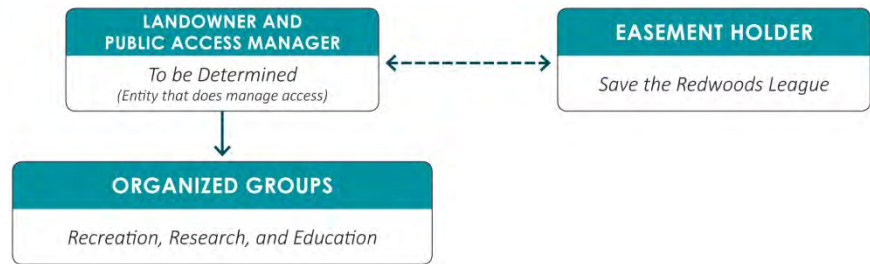 LANDOWNER AND
PUBLIC ACCESS MANAGER
To be Determined
(Entity that does manage access)
EASEMENT HOLDER
Save the Redwoods League
ORGANIZED GROUPS
Recreation, Research, and Education